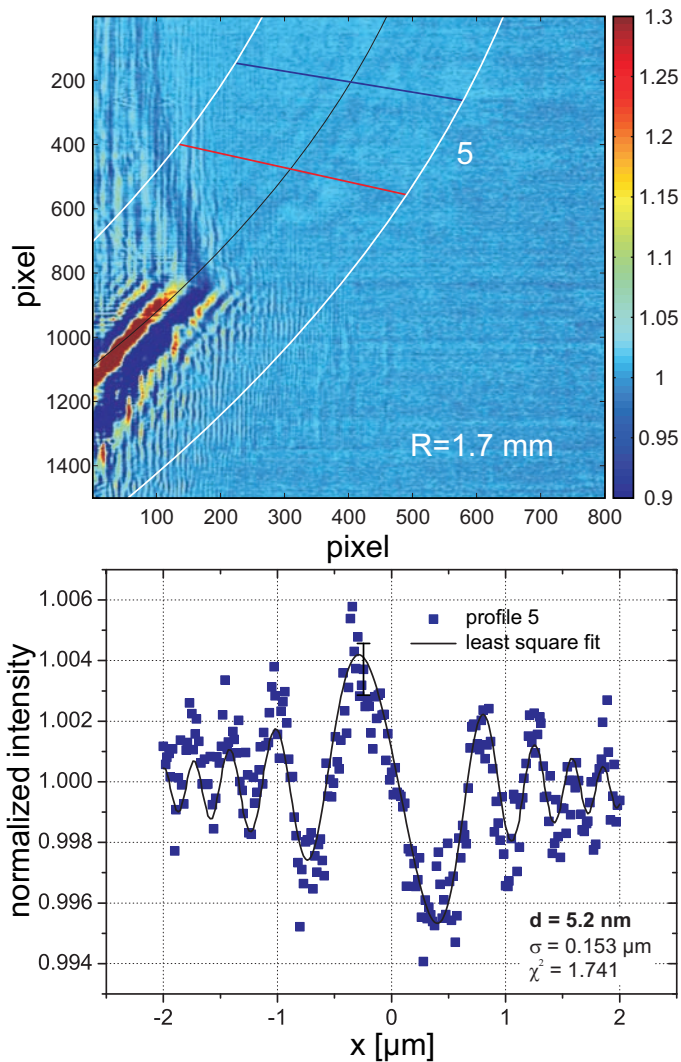 200
400
600
800
1000
1200
1400
pixel
5
R=1.7 mm
100 200 300 400 500 600 700 800
pixel
1.3
1.25
1.2
1.15
1.1
1.05
1
0.95
0.9
1.006
1.004
1.002
1.000
0.998
0.996
0.994
normalized intensity
profile 5
least square fit
d = 5.2 nm
σ = 0.153 μm
χ² = 1.741
-2 -1 0 1 2
x [μm]